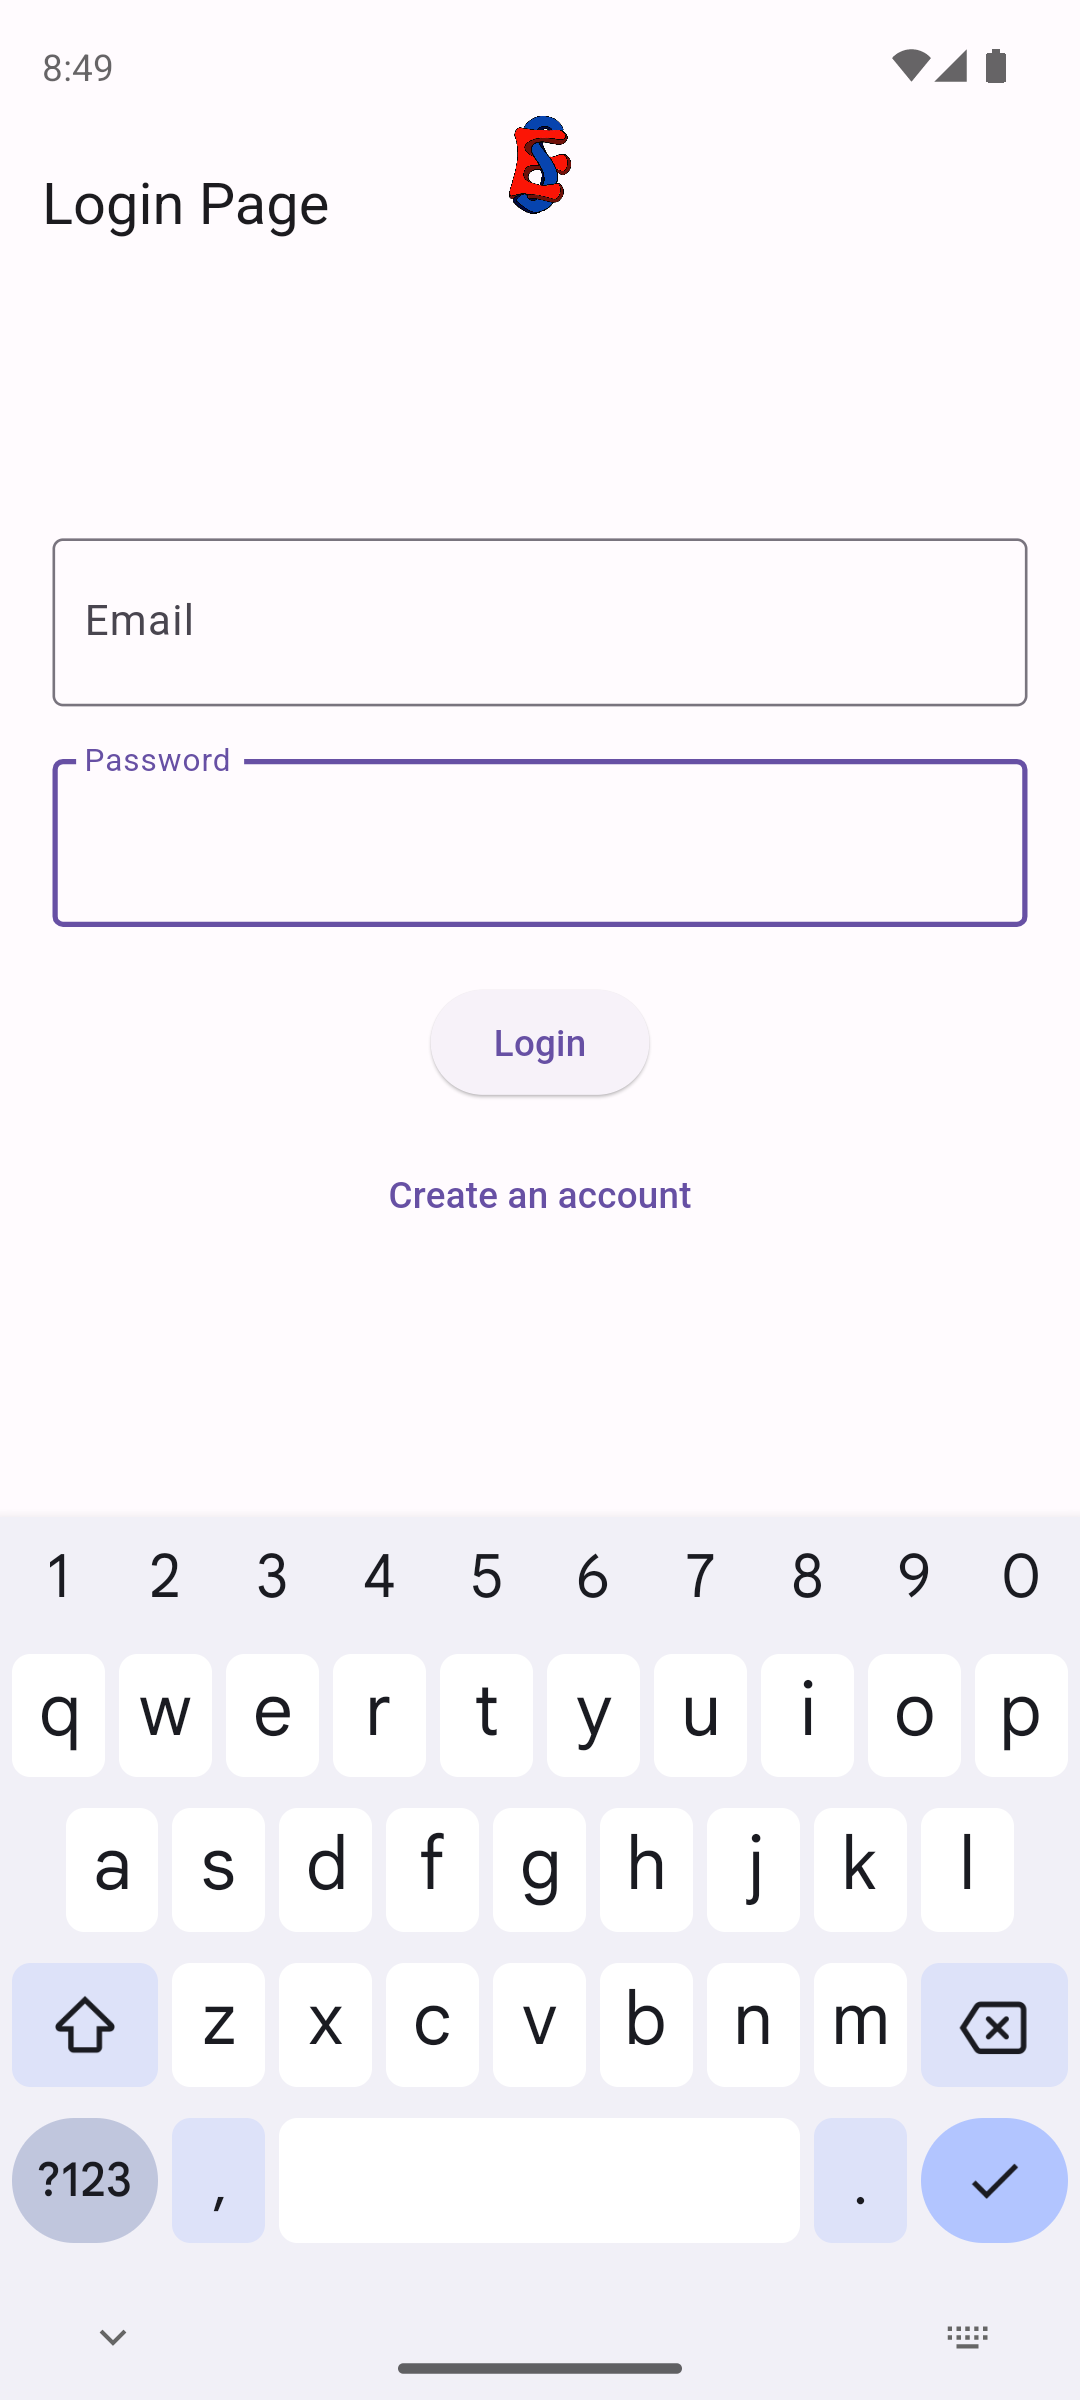 8:49
Login Page
Email
Password
Login
Create an account
1 2 3 4 5 6 7 8 9 0
q w e r t y u i o p
a s d f g h j k l
z x c v b n m
?123 , .